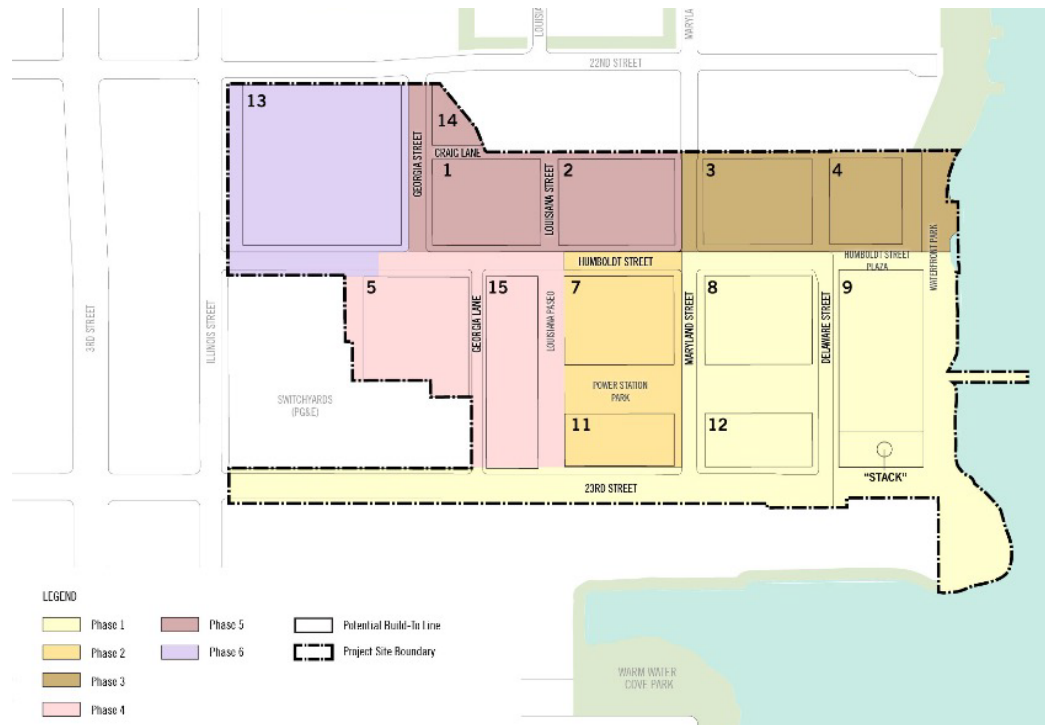 LOUISIA
MARYL
22ND STREET
13
14
GEORGIA STREET
CRAIG LANE
1
LOUISIANA STREET
2
3
4
WATERFRONT PARK
HUMBOLDT STREET
HUMBOLDT STREET
PLAZA
3RD STREET
ILLINOIS STREET
5
GEORGIA LANE
15
LOUISIANA PASEO
7
MARYLAND STREET
8
DELAWARE STREET
9
SWITCHYARDS
(PG&E)
POWER STATION
PARK
11
12
"STACK"
23RD STREET
LEGEND
Phase 1
Phase 5
Potential Build-To Line
Phase 2
Phase 6
Project Site Boundary
Phase 3
Phase 4
WARM WATER
COVE PARK